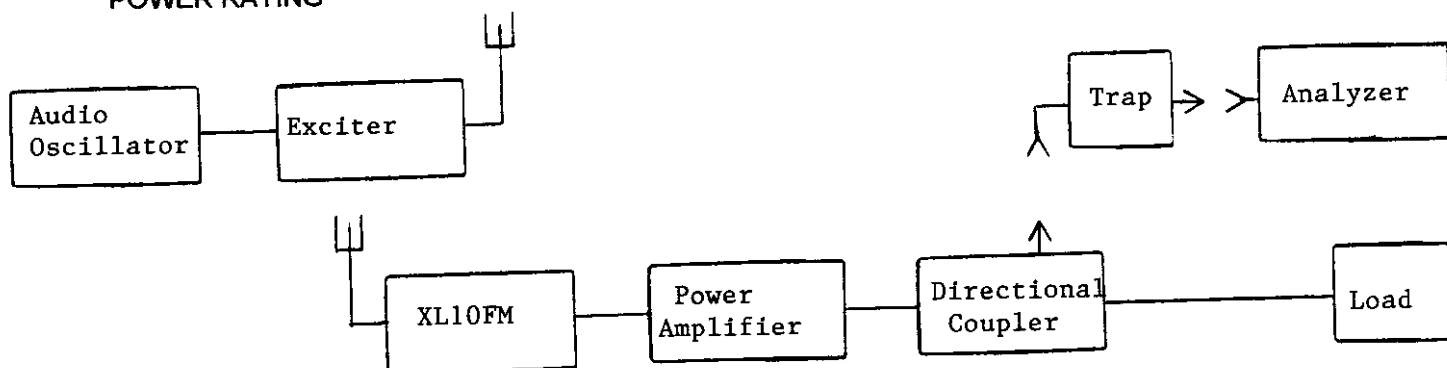 POWER RATING
Audio
Oscillator
Exciter
Trap
Analyzer
XL10FM
Power
Amplifier
Directional
Coupler
Load